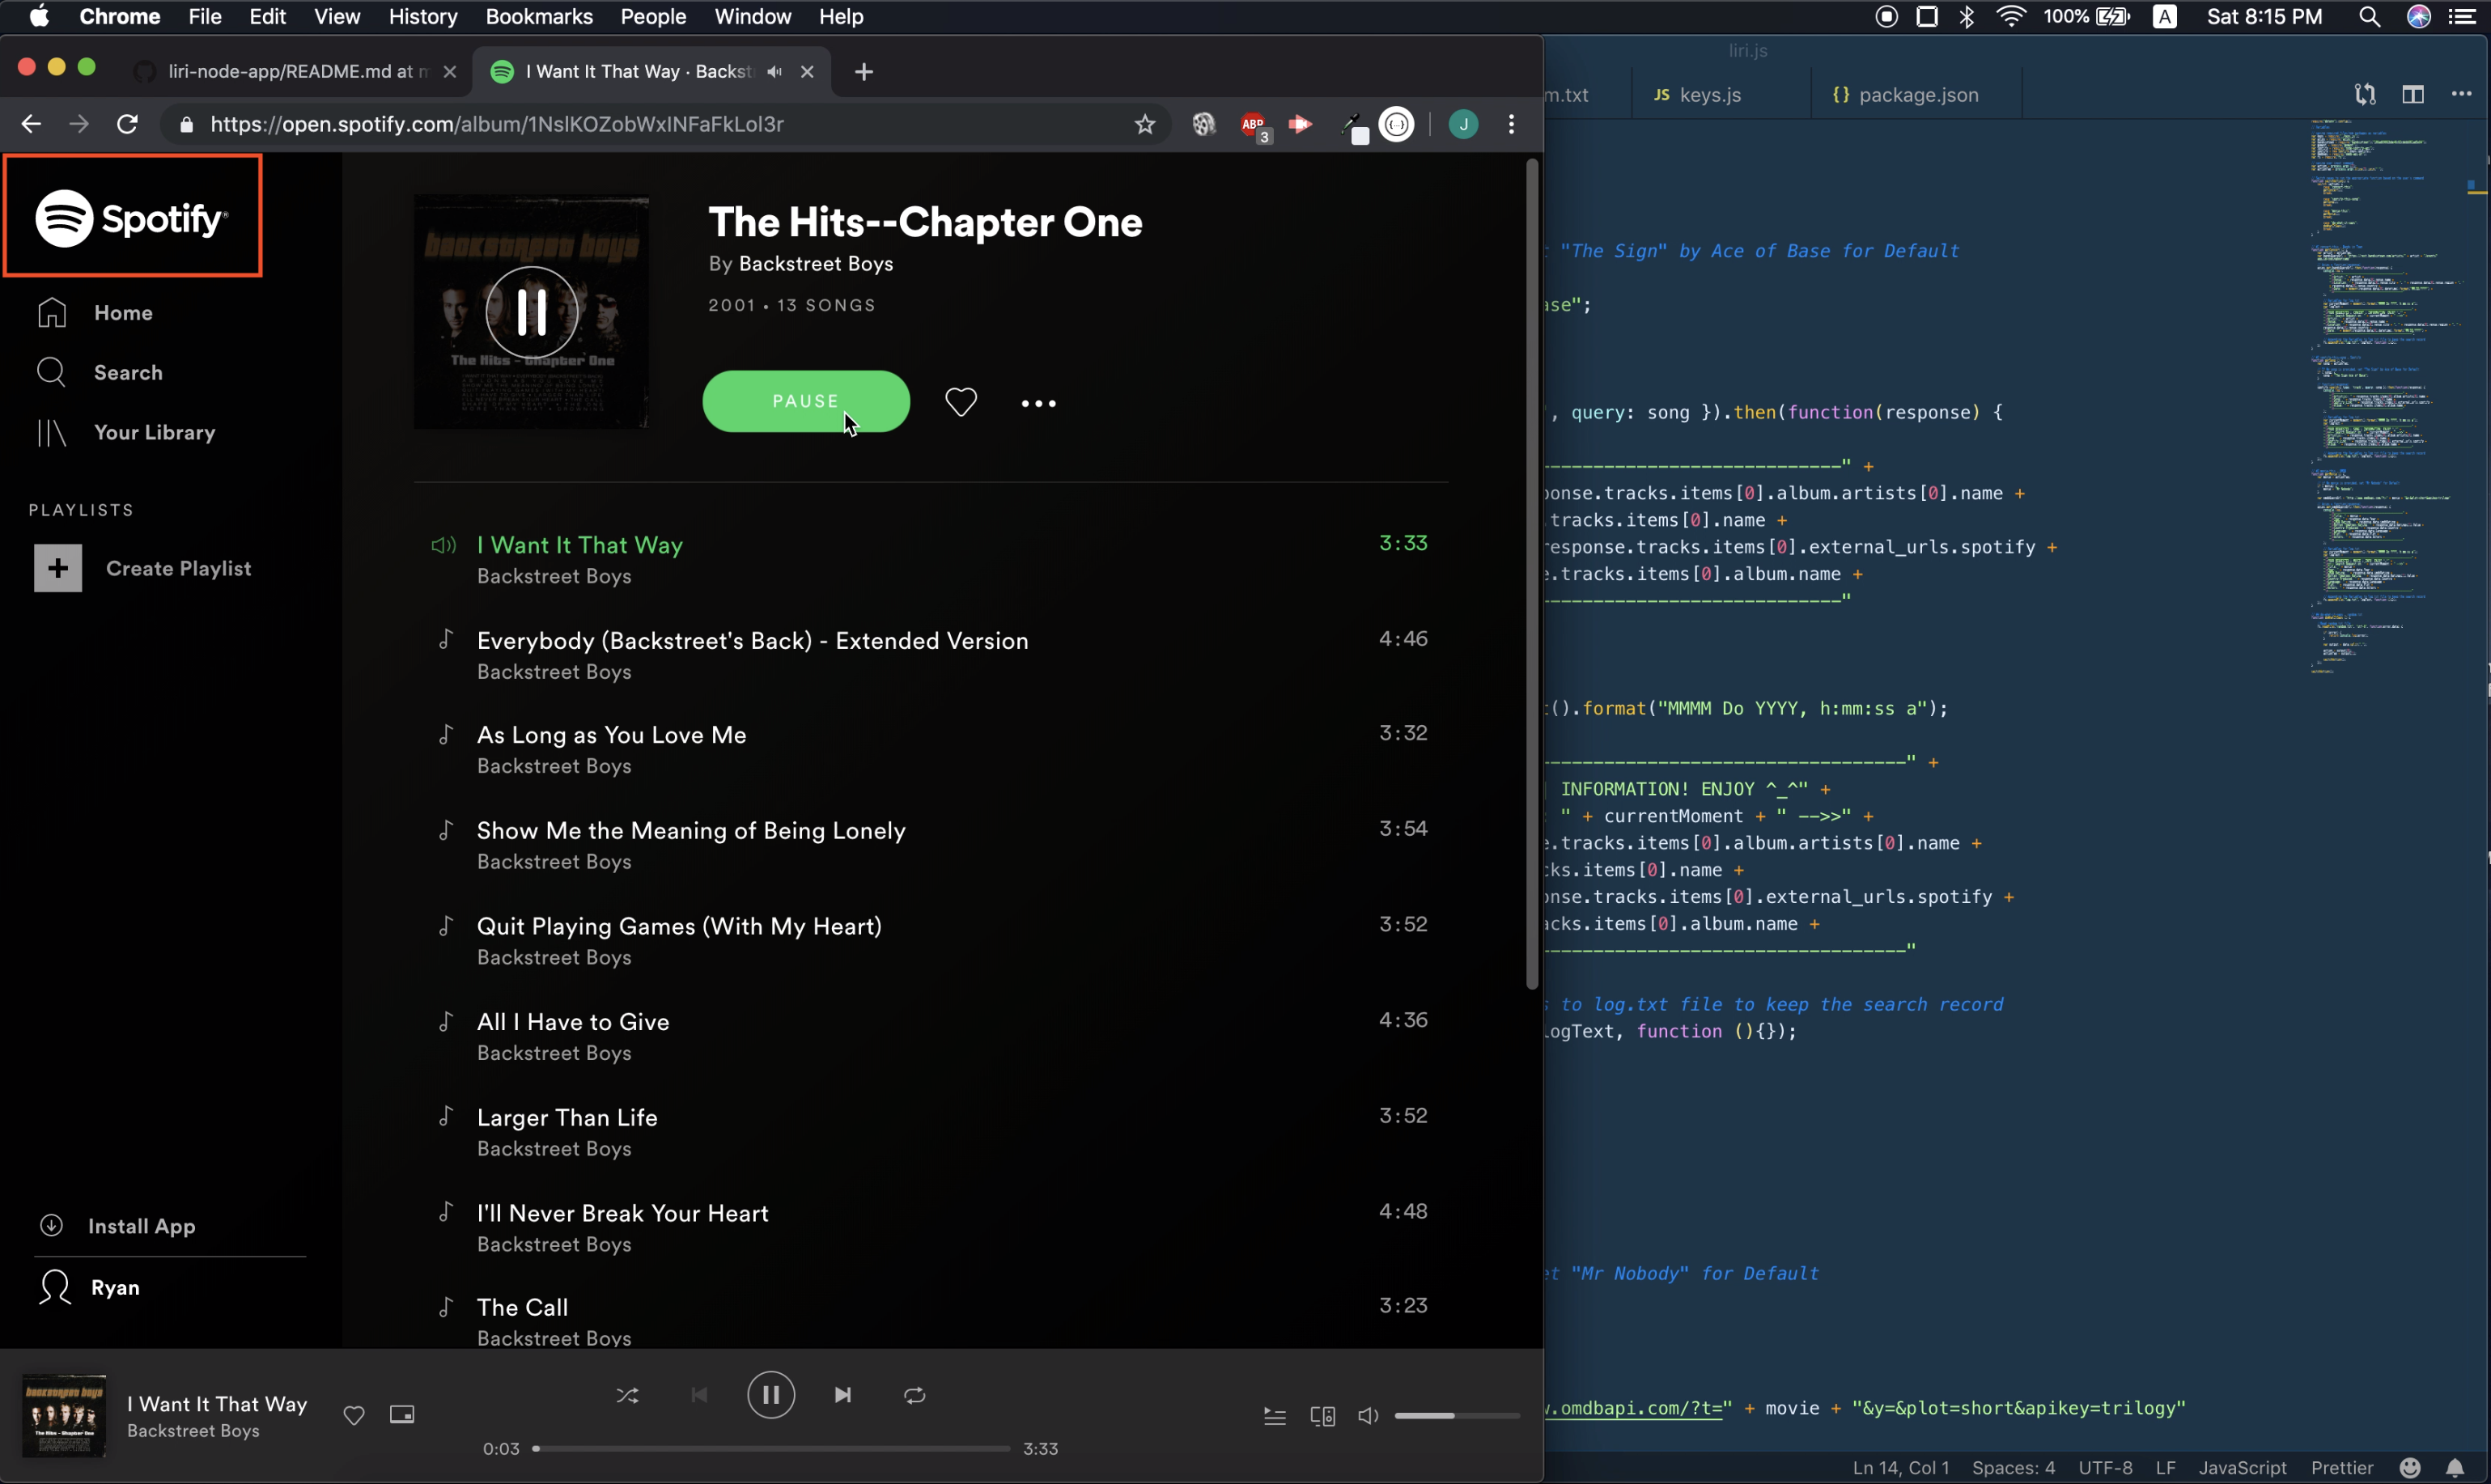 Chrome File Edit View History Bookmarks People Window Help
100% A Sat 8:15 PM
liri-node-app/README.md at
I Want It That Way · Backst
https://open.spotify.com/album/1NslKOZobWxINFaFkLol3r
ABP 3
J
Spotify
Home
Search
Your Library
PLAYLISTS
Create Playlist
Install App
Ryan
backstreet boys
The Hits - Chapter One
The Hits--Chapter One
By Backstreet Boys
2001 • 13 SONGS
PAUSE
I Want It That Way 3:33
Backstreet Boys
Everybody (Backstreet's Back) - Extended Version 4:46
Backstreet Boys
As Long as You Love Me 3:32
Backstreet Boys
Show Me the Meaning of Being Lonely 3:54
Backstreet Boys
Quit Playing Games (With My Heart) 3:52
Backstreet Boys
All I Have to Give 4:36
Backstreet Boys
Larger Than Life 3:52
Backstreet Boys
I'll Never Break Your Heart 4:48
Backstreet Boys
The Call 3:23
Backstreet Boys
backstreet boys
I Want It That Way
Backstreet Boys
0:03 3:33
liri.js
m.txt JS keys.js {} package.json
"The Sign" by Ace of Base for Default
ase";
, query: song }).then(function(response) {
----------------------------" +
onse.tracks.items[0].album.artists[0].name +
.tracks.items[0].name +
response.tracks.items[0].external_urls.spotify +
e.tracks.items[0].album.name +
----------------------------"
t().format("MMMM Do YYYY, h:mm:ss a");
----------------------------------" +
INFORMATION! ENJOY ^_^" +
" + currentMoment + " -->>" +
e.tracks.items[0].album.artists[0].name +
cks.items[0].name +
onse.tracks.items[0].external_urls.spotify +
acks.items[0].album.name +
----------------------------------"
s to log.txt file to keep the search record
logText, function (){});
et "Mr Nobody" for Default
w.omdbapi.com/?t=" + movie + "&y=&plot=short&apikey=trilogy"
Ln 14, Col 1 Spaces: 4 UTF-8 LF JavaScript Prettier